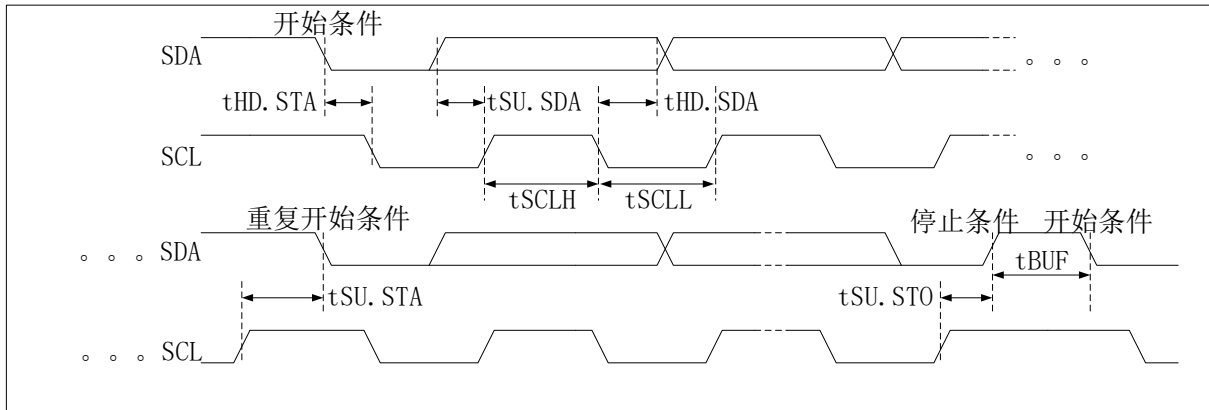 开始条件
SDA 。。。
tHD.STA tSU.SDA tHD.SDA
SCL 。。。
tSCLH tSCLL
重复开始条件 停止条件 开始条件
。。。SDA tBUF
tSU.STA tSU.STO
。。。SCL